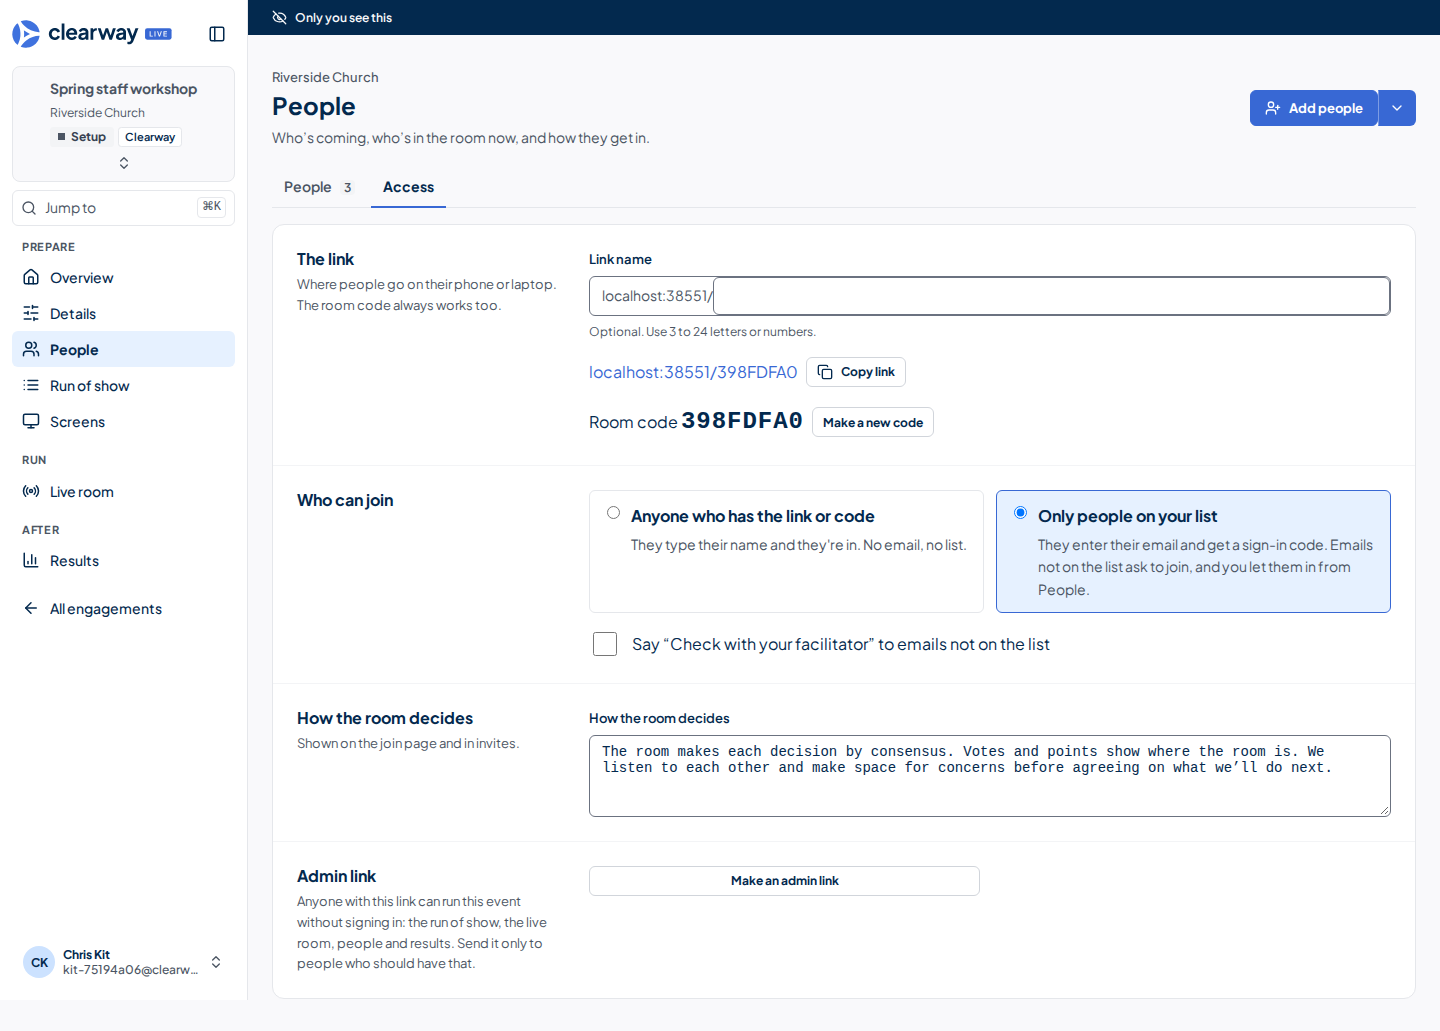 clearway LIVE
Only you see this
Spring staff workshop
Riverside Church
Setup
Clearway
Jump to
⌘K
PREPARE
Overview
Details
People
Run of show
Screens
RUN
Live room
AFTER
Results
All engagements
CK
Chris Kit
kit-75194a06@clearw…
Riverside Church
People
Who’s coming, who’s in the room now, and how they get in.
Add people
People 3
Access
The link
Where people go on their phone or laptop.
The room code always works too.
Link name
localhost:38551/
Optional. Use 3 to 24 letters or numbers.
localhost:38551/398FDFA0
Copy link
Room code 398FDFA0
Make a new code
Who can join
Anyone who has the link or code
They type their name and they’re in. No email, no list.
Only people on your list
They enter their email and get a sign-in code. Emails
not on the list ask to join, and you let them in from
People.
Say “Check with your facilitator” to emails not on the list
How the room decides
Shown on the join page and in invites.
How the room decides
The room makes each decision by consensus. Votes and points show where the room is. We
listen to each other and make space for concerns before agreeing on what we’ll do next.
Admin link
Anyone with this link can run this event
without signing in: the run of show, the live
room, people and results. Send it only to
people who should have that.
Make an admin link